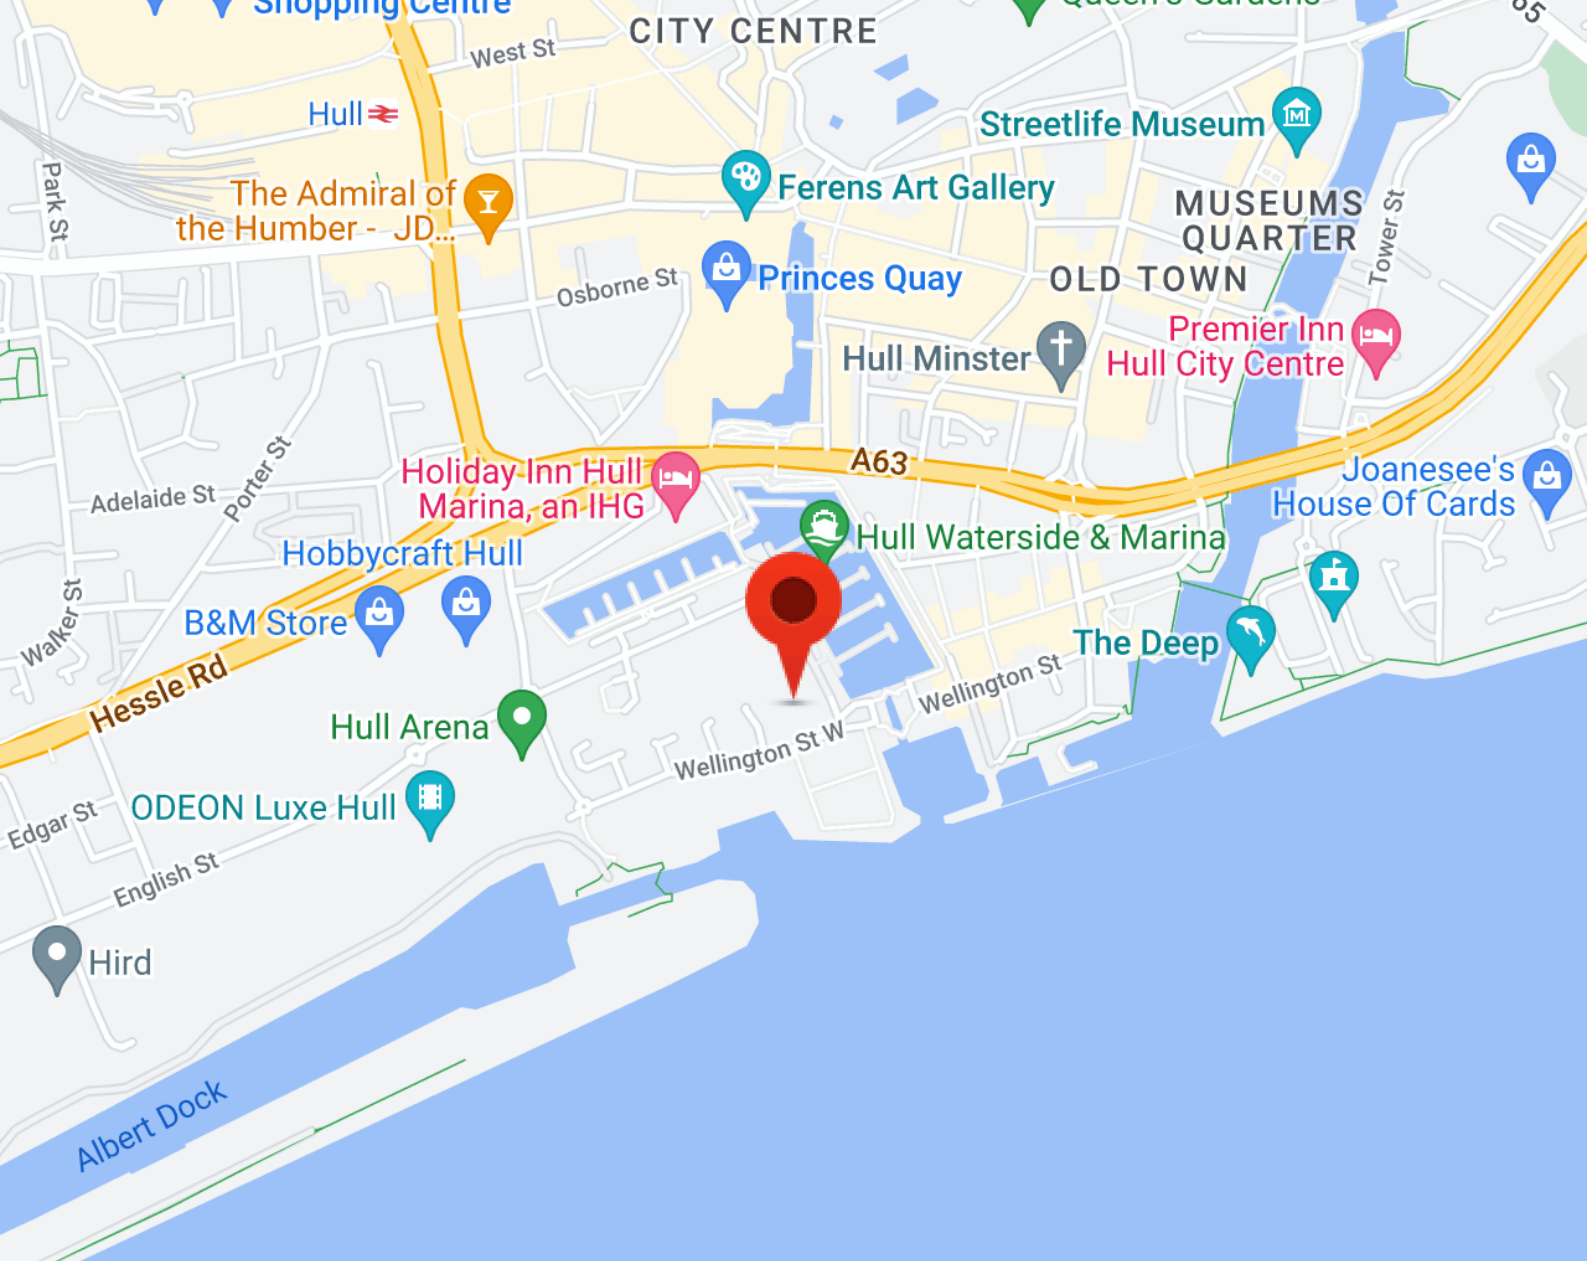 Shopping Centre
CITY CENTRE
Queen's Gardens
65
West St
Hull
Streetlife Museum
Park St
The Admiral of
the Humber - JD...
Ferens Art Gallery
MUSEUMS
QUARTER
Tower St
Osborne St
Princes Quay
OLD TOWN
Hull Minster
Premier Inn
Hull City Centre
A63
Holiday Inn Hull
Marina, an IHG
Joanesee's
House Of Cards
Adelaide St
Porter St
Hobbycraft Hull
Hull Waterside & Marina
B&M Store
Walker St
The Deep
Hessle Rd
Wellington St
Hull Arena
Wellington St W
ODEON Luxe Hull
Edgar St
English St
Hird
Albert Dock